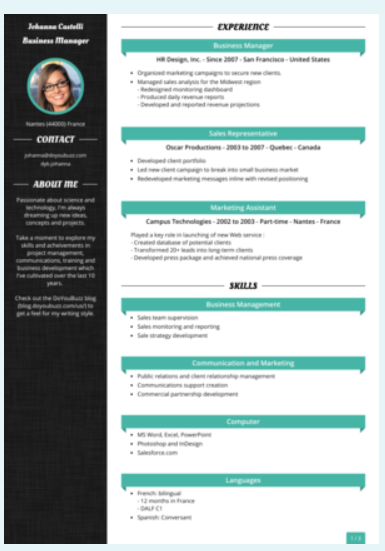 Johanna Castelli
Business Manager
Nantes (44000) France
CONTACT
johanna@doyoubuzz.com
dyb.johanna
ABOUT ME
Passionate about science and
technology, I'm always
dreaming up new ideas,
concepts and projects.
Take a moment to explore my
skills and acheivements in
project management,
communications, training and
business development which
I've cultivated over the last 10
years.
Check out the DoYouBuzz blog
(blog.doyoubuzz.com/us/) to
get a feel for my writing style.
EXPERIENCE
Business Manager
HR Design, Inc. - Since 2007 - San Francisco - United States
• Organized marketing campaigns to secure new clients.
• Managed sales analysis for the Midwest region
- Redesigned monitoring dashboard
- Produced daily revenue reports
- Developed and reported revenue projections
Sales Representative
Oscar Productions - 2003 to 2007 - Quebec - Canada
• Developed client portfolio
• Led new client campaign to break into small business market
• Redeveloped marketing messages inline with revised positioning
Marketing Assistant
Campus Technologies - 2002 to 2003 - Part-time - Nantes - France
Played a key role in launching of new Web service :
- Created database of potential clients
- Transformed 20+ leads into long-term clients
- Developed press package and achieved national press coverage
SKILLS
Business Management
• Sales team supervision
• Sales monitoring and reporting
• Sale strategy development
Communication and Marketing
• Public relations and client relationship management
• Communications support creation
• Commercial partnership development
Computer
• MS Word, Excel, PowerPoint
• Photoshop and InDesign
• Salesforce.com
Languages
• French: bilingual
- 12 months in France
- DALF C1
• Spanish: Conversant